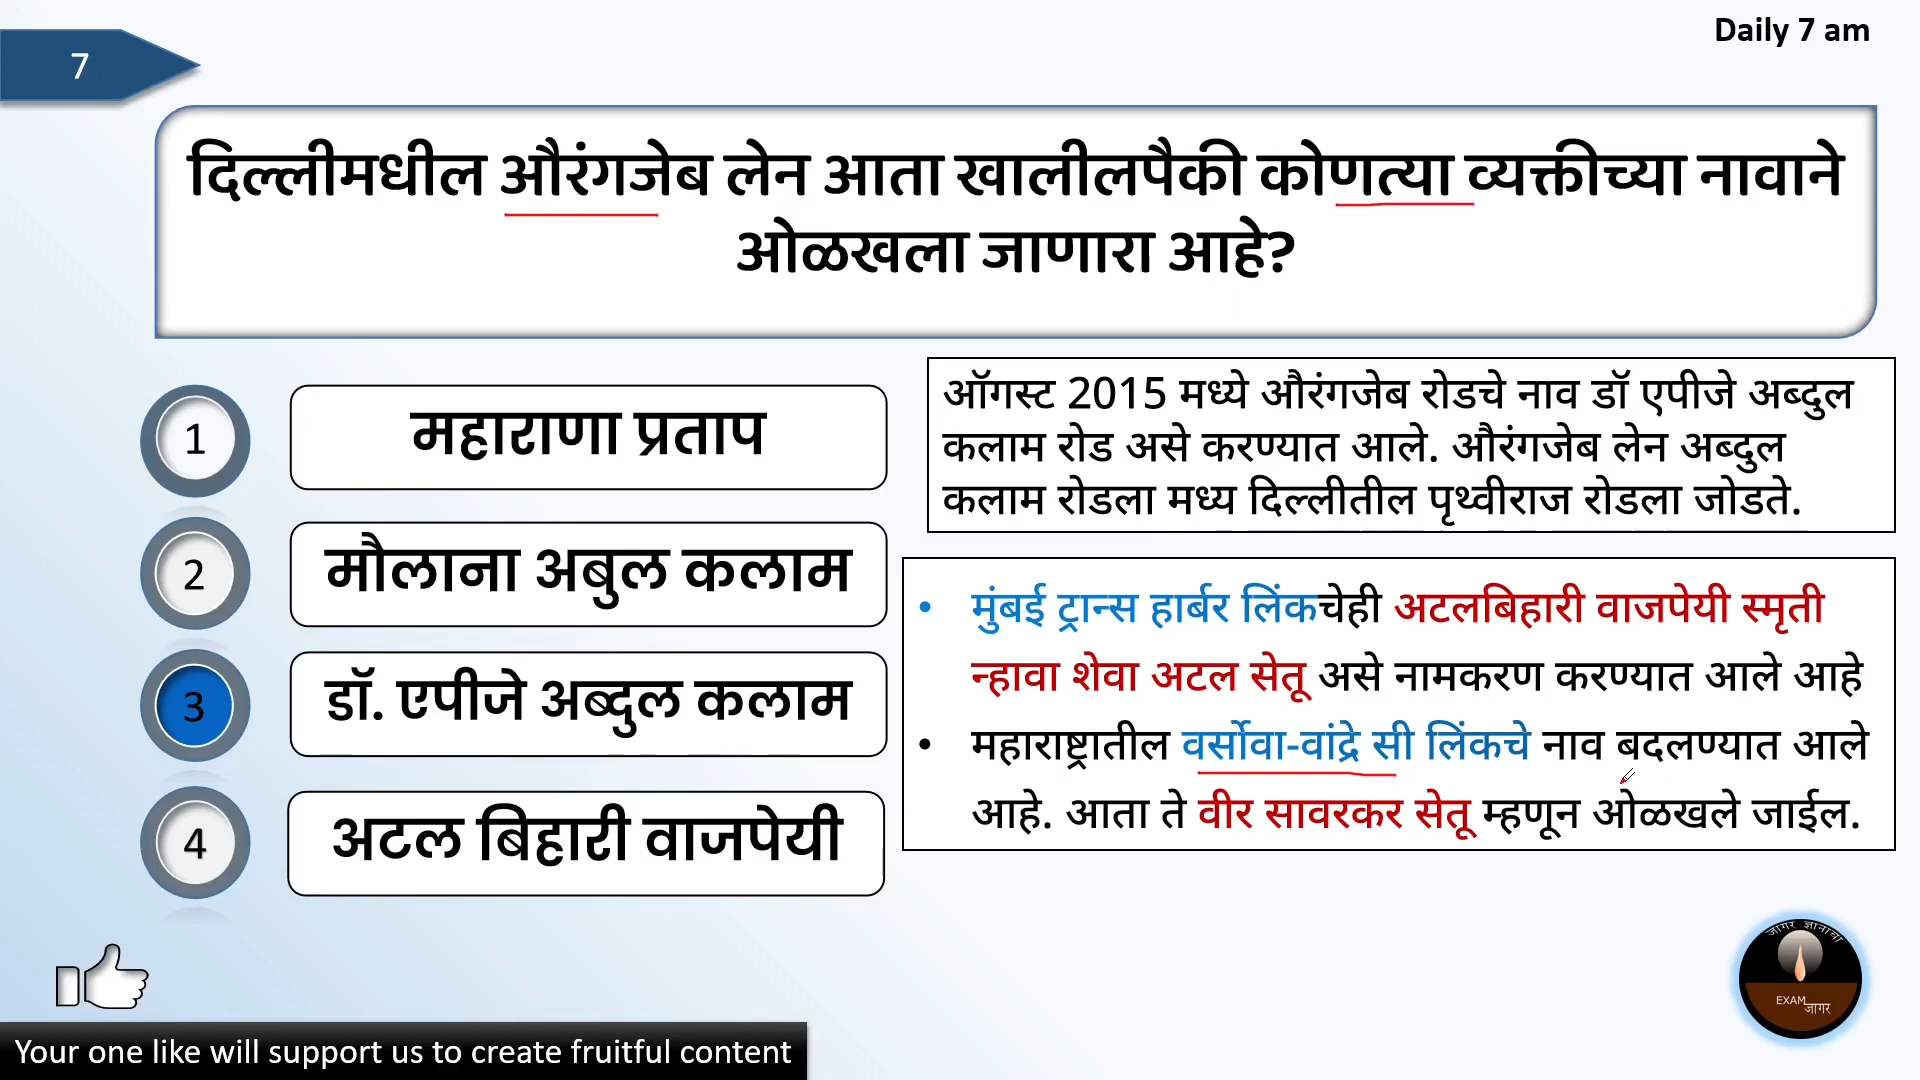 Daily 7 am
7
दिल्लीमधील औरंगजेब लेन आता खालीलपैकी कोणत्या व्यक्तीच्या नावाने
ओळखला जाणारा आहे?
1
महाराणा प्रताप
2
मौलाना अबुल कलाम
3
डॉ. एपीजे अब्दुल कलाम
4
अटल बिहारी वाजपेयी
ऑगस्ट 2015 मध्ये औरंगजेब रोडचे नाव डॉ एपीजे अब्दुल
कलाम रोड असे करण्यात आले. औरंगजेब लेन अब्दुल
कलाम रोडला मध्य दिल्लीतील पृथ्वीराज रोडला जोडते.
• मुंबई ट्रान्स हार्बर लिंकचेही अटलबिहारी वाजपेयी स्मृती
न्हावा शेवा अटल सेतू असे नामकरण करण्यात आले आहे
• महाराष्ट्रातील वर्सोवा-वांद्रे सी लिंकचे नाव बदलण्यात आले
आहे. आता ते वीर सावरकर सेतू म्हणून ओळखले जाईल.
जागर ज्ञानाचा
EXAM
जागर
Your one like will support us to create fruitful content